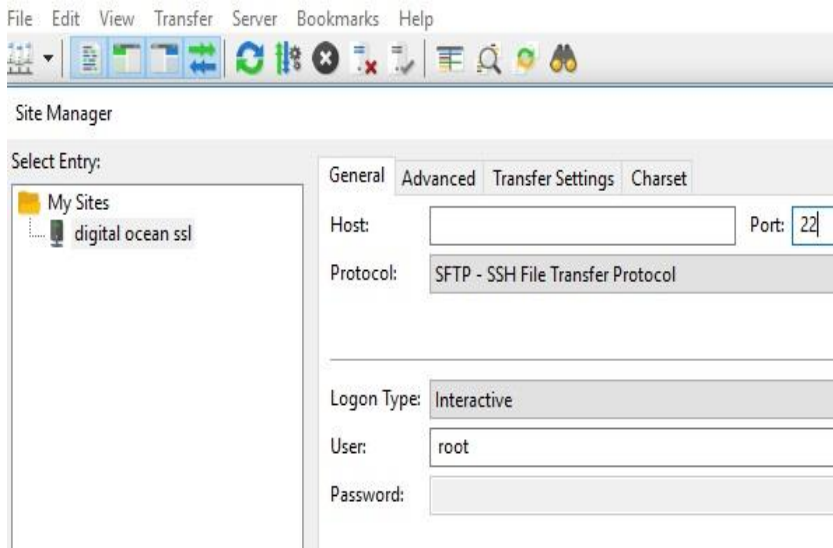 File Edit View Transfer Server Bookmarks Help
Site Manager
Select Entry:
My Sites
digital ocean ssl
General Advanced Transfer Settings Charset
Host: Port: 22
Protocol: SFTP - SSH File Transfer Protocol
Logon Type: Interactive
User: root
Password: